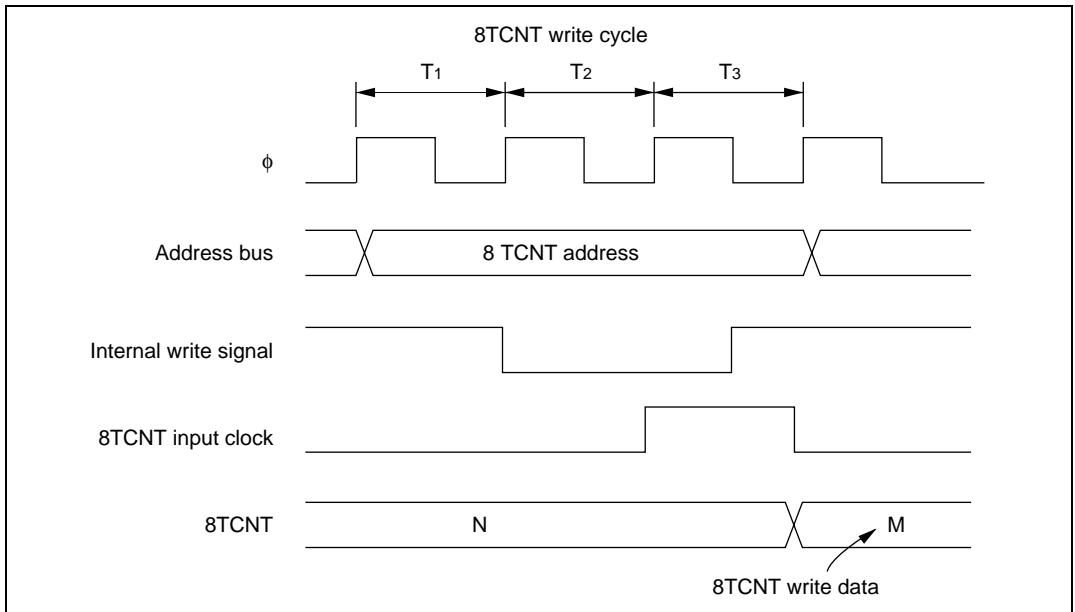 8TCNT write cycle
T1 T2 T3
φ
Address bus
8 TCNT address
Internal write signal
8TCNT input clock
8TCNT
N
M
8TCNT write data